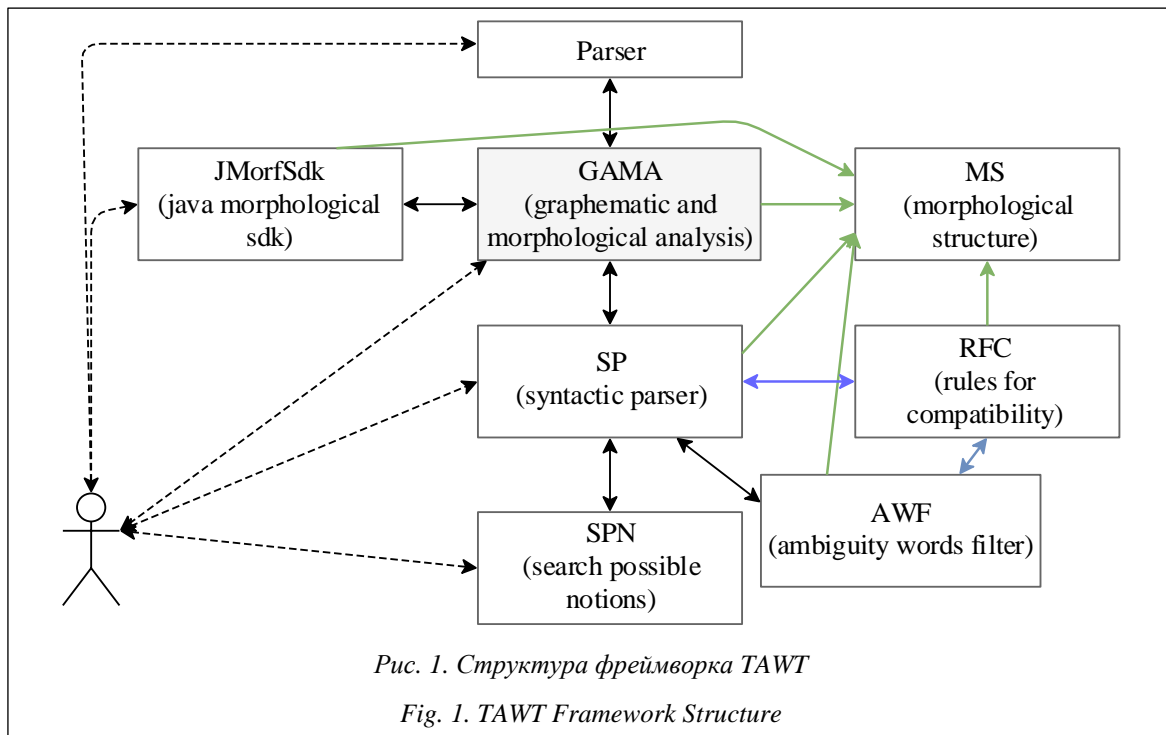 Parser
JMorfSdk
(java morphological
sdk)
GAMA
(graphematic and
morphological analysis)
MS
(morphological
structure)
SP
(syntactic parser)
RFC
(rules for
compatibility)
SPN
(search possible
notions)
AWF
(ambiguity words filter)
Рис. 1. Структура фреймворка TAWT
Fig. 1. TAWT Framework Structure